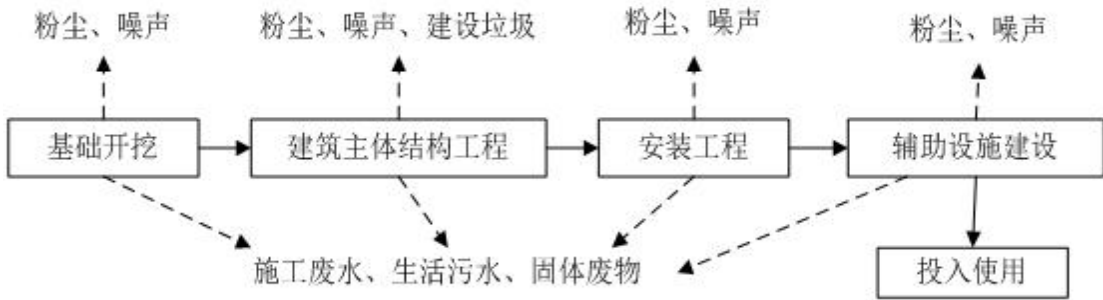 粉尘、噪声
粉尘、噪声、建设垃圾
粉尘、噪声
粉尘、噪声
基础开挖
建筑主体结构工程
安装工程
辅助设施建设
施工废水、生活污水、固体废物
投入使用